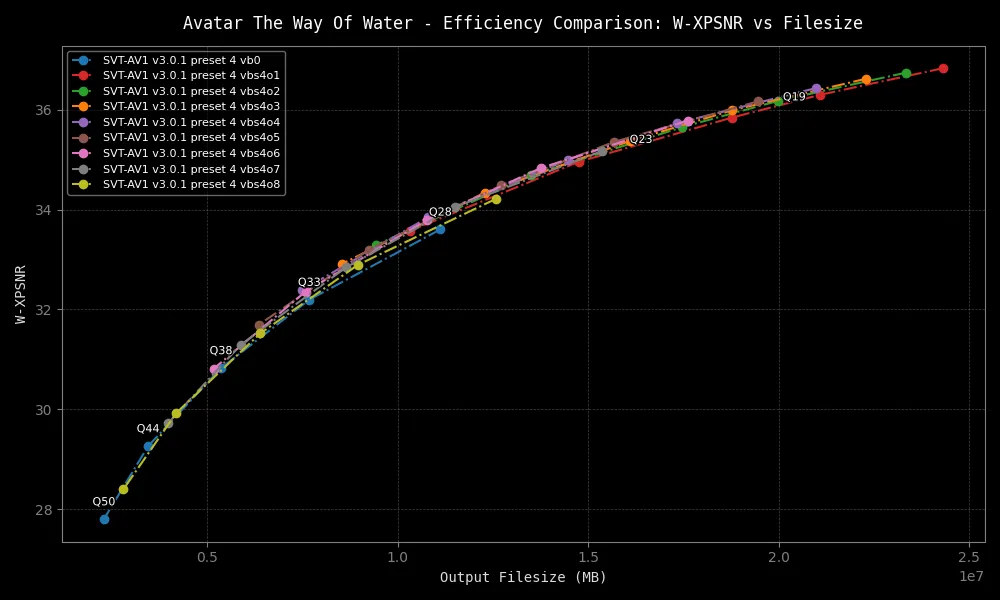 Avatar The Way Of Water - Efficiency Comparison: W-XPSNR vs Filesize
SVT-AV1 v3.0.1 preset 4 vb0
SVT-AV1 v3.0.1 preset 4 vbs4o1
SVT-AV1 v3.0.1 preset 4 vbs4o2
SVT-AV1 v3.0.1 preset 4 vbs4o3
SVT-AV1 v3.0.1 preset 4 vbs4o4
SVT-AV1 v3.0.1 preset 4 vbs4o5
SVT-AV1 v3.0.1 preset 4 vbs4o6
SVT-AV1 v3.0.1 preset 4 vbs4o7
SVT-AV1 v3.0.1 preset 4 vbs4o8
W-XPSNR
36
34
32
30
28
Q19
Q23
Q28
Q33
Q38
Q44
Q50
0.5
1.0
1.5
2.0
2.5
1e7
Output Filesize (MB)